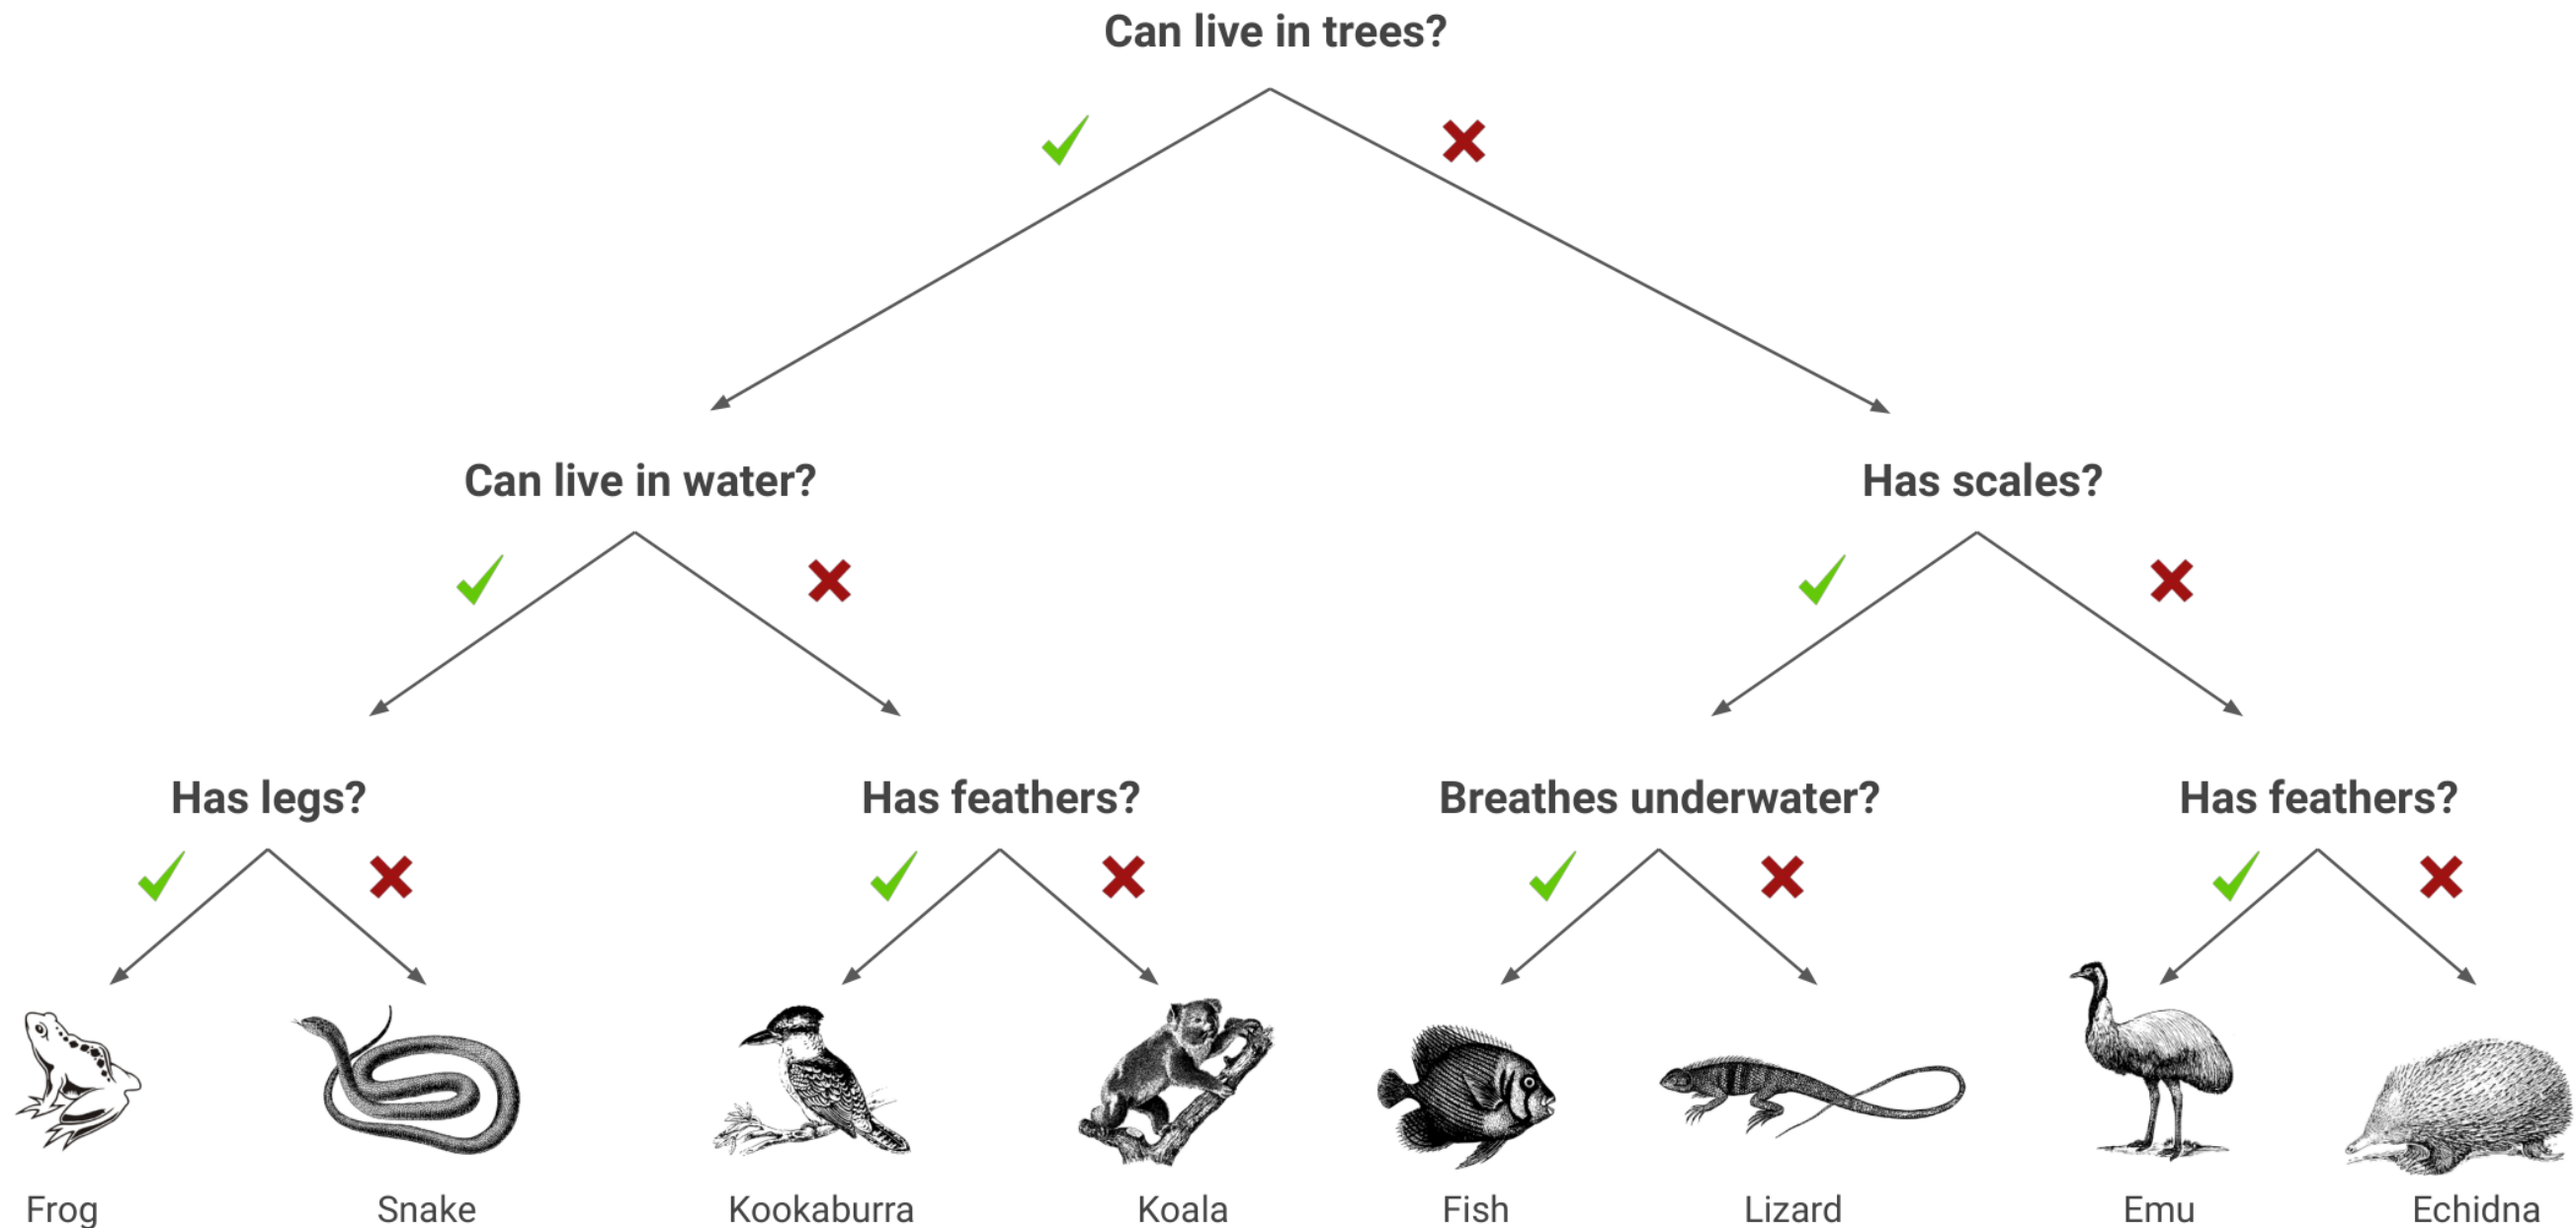 Can live in trees?
Can live in water?
Has scales?
Has legs?
Has feathers?
Breathes underwater?
Has feathers?
Frog
Snake
Kookaburra
Koala
Fish
Lizard
Emu
Echidna